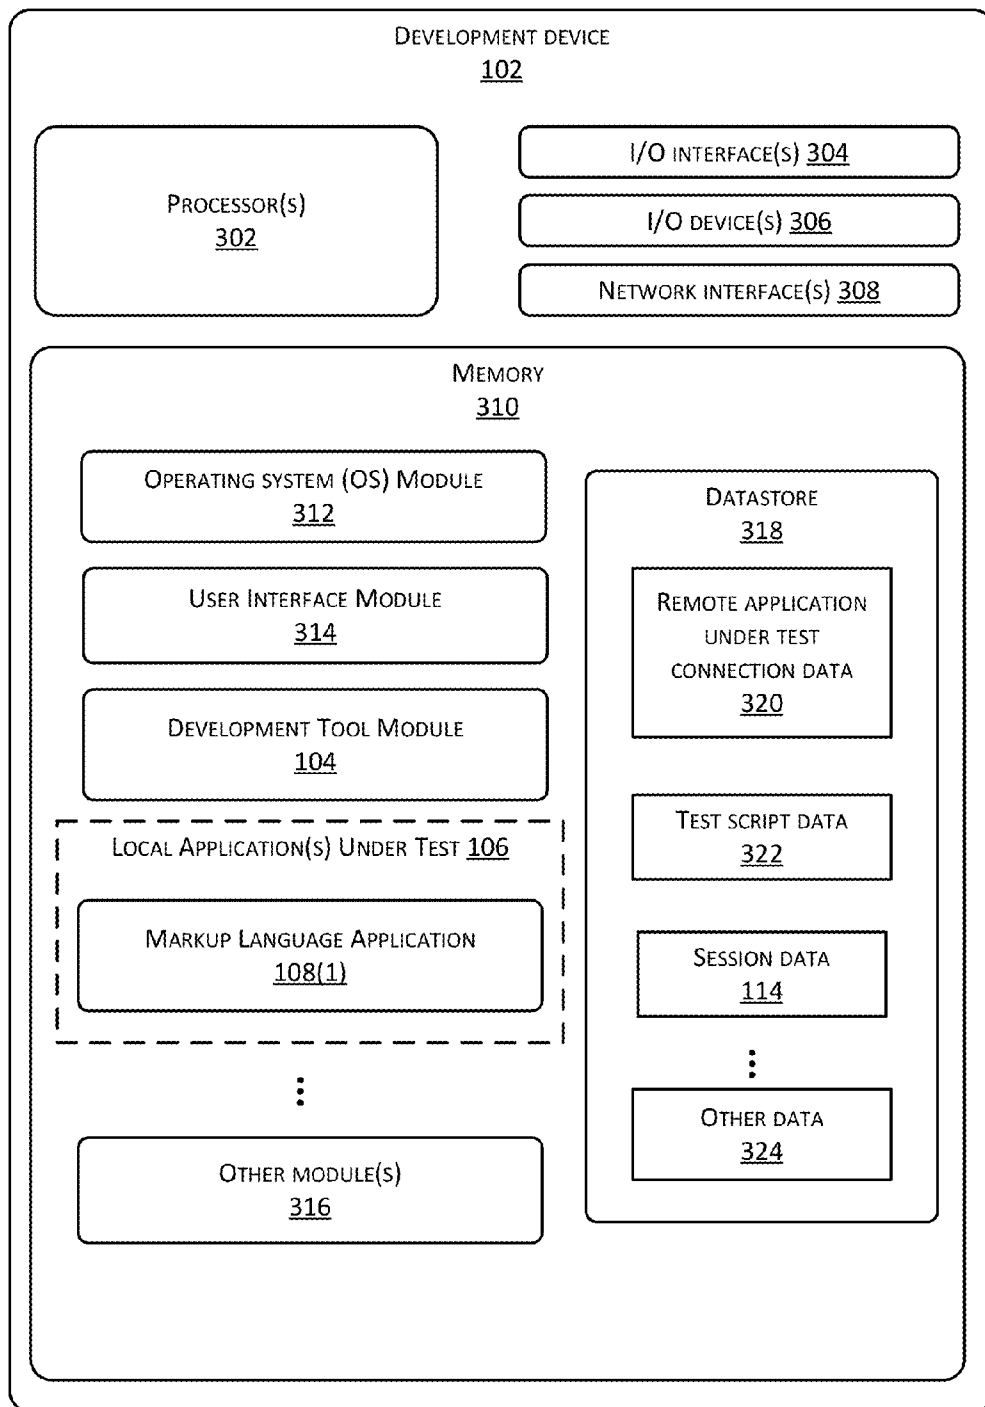 Development device
102
Processor(s)
302
I/O interface(s) 304
I/O device(s) 306
Network interface(s) 308
Memory
310
Operating system (OS) Module
312
User Interface Module
314
Development Tool Module
104
Local Application(s) Under Test 106
Markup Language Application
108(1)
Other module(s)
316
Datastore
318
Remote application
under test
connection data
320
Test script data
322
Session data
114
Other data
324